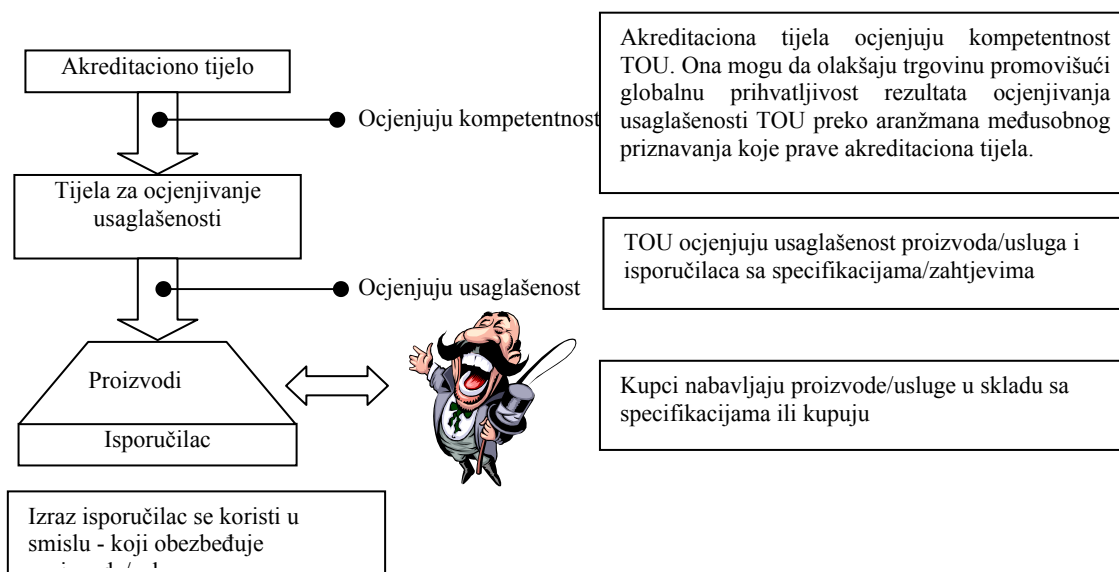 Akreditaciono tijelo
Ocjenjuju kompetentnost
Tijela za ocjenjivanje
usaglašenosti
Ocjenjuju usaglašenost
Proizvodi
Isporučilac
Izraz isporučilac se koristi u
smislu - koji obezbeđuje
Akreditaciona tijela ocjenjuju kompetentnost
TOU. Ona mogu da olakšaju trgovinu promovišući
globalnu prihvatljivost rezultata ocjenjivanja
usaglašenosti TOU preko aranžmana međusobnog
priznavanja koje prave akreditaciona tijela.
TOU ocjenjuju usaglašenost proizvoda/usluga i
isporučilaca sa specifikacijama/zahtjevima
Kupci nabavljaju proizvode/usluge u skladu sa
specifikacijama ili kupuju